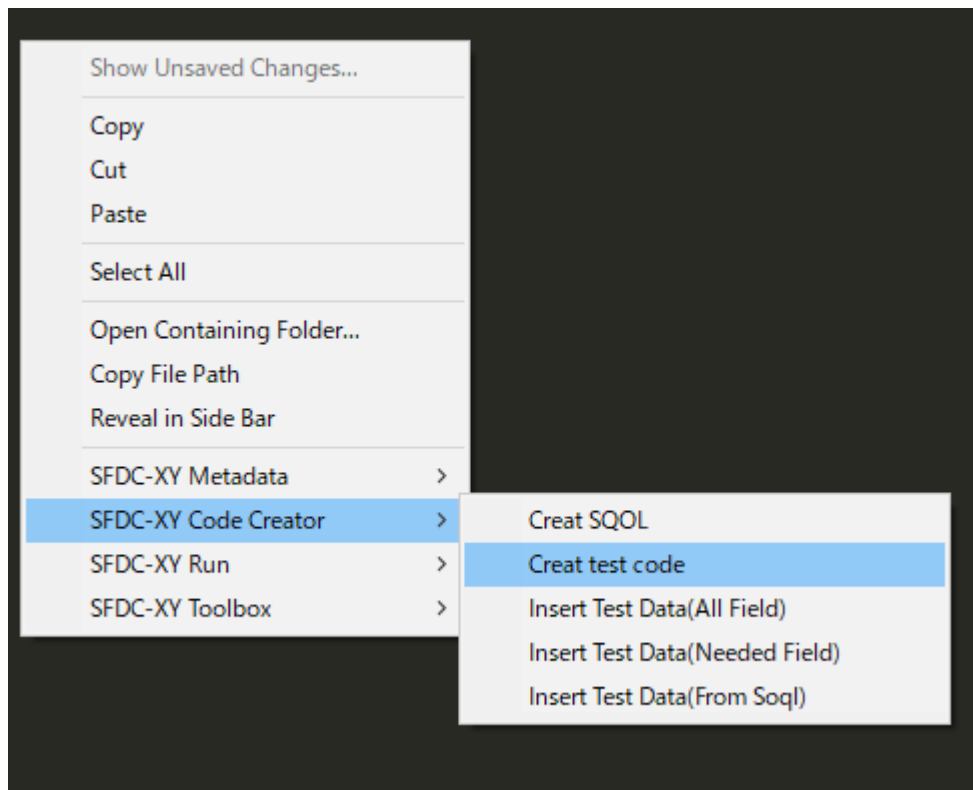 Show Unsaved Changes...
Copy
Cut
Paste
Select All
Open Containing Folder...
Copy File Path
Reveal in Side Bar
SFDC-XY Metadata
SFDC-XY Code Creator
SFDC-XY Run
SFDC-XY Toolbox
Creat SQOL
Creat test code
Insert Test Data(All Field)
Insert Test Data(Needed Field)
Insert Test Data(From Soql)